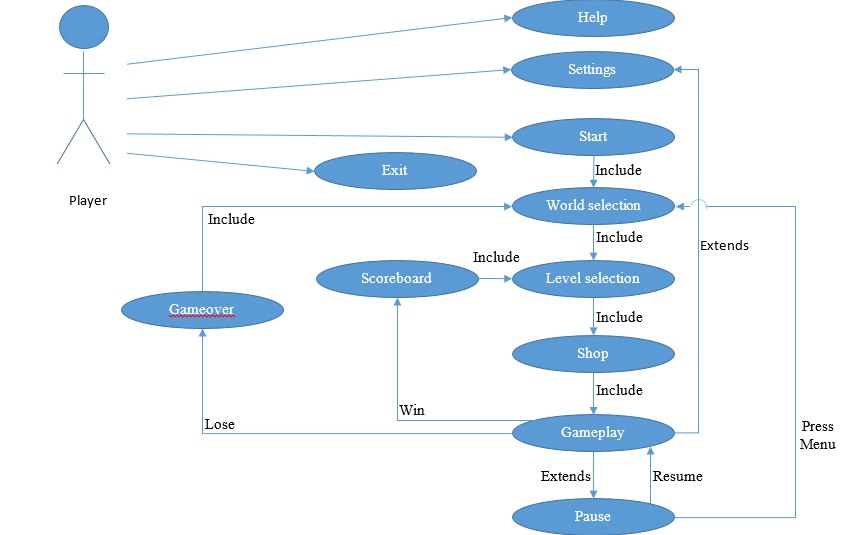 Help
Settings
Start
Exit
Include
Player
World selection
Include
Include
Extends
Include
Scoreboard
Level selection
Gameover
Include
Shop
Include
Win
Lose
Gameplay
Press
Menu
Extends
Resume
Pause